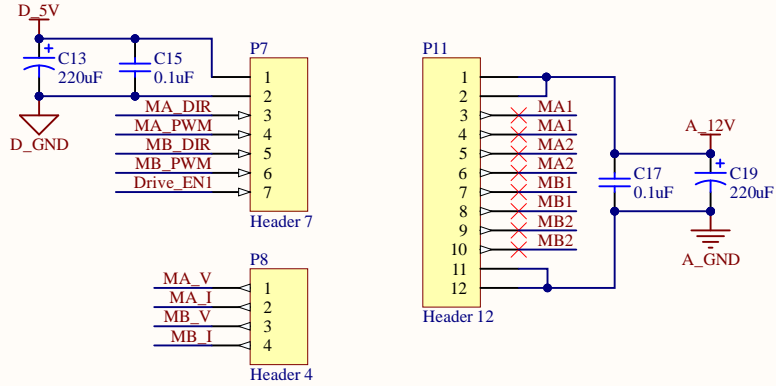 D_5V
C13
220uF
C15
0.1uF
D_GND
P7
1
2
MA_DIR 3
MA_PWM 4
MB_DIR 5
MB_PWM 6
Drive_EN1 7
Header 7
P8
MA_V 1
MA_I 2
MB_V 3
MB_I 4
Header 4
P11
1
2
3 MA1
4 MA1
5 MA2
6 MA2
7 MB1
8 MB1
9 MB2
10 MB2
11
12
Header 12
A_12V
C17
0.1uF
C19
220uF
A_GND